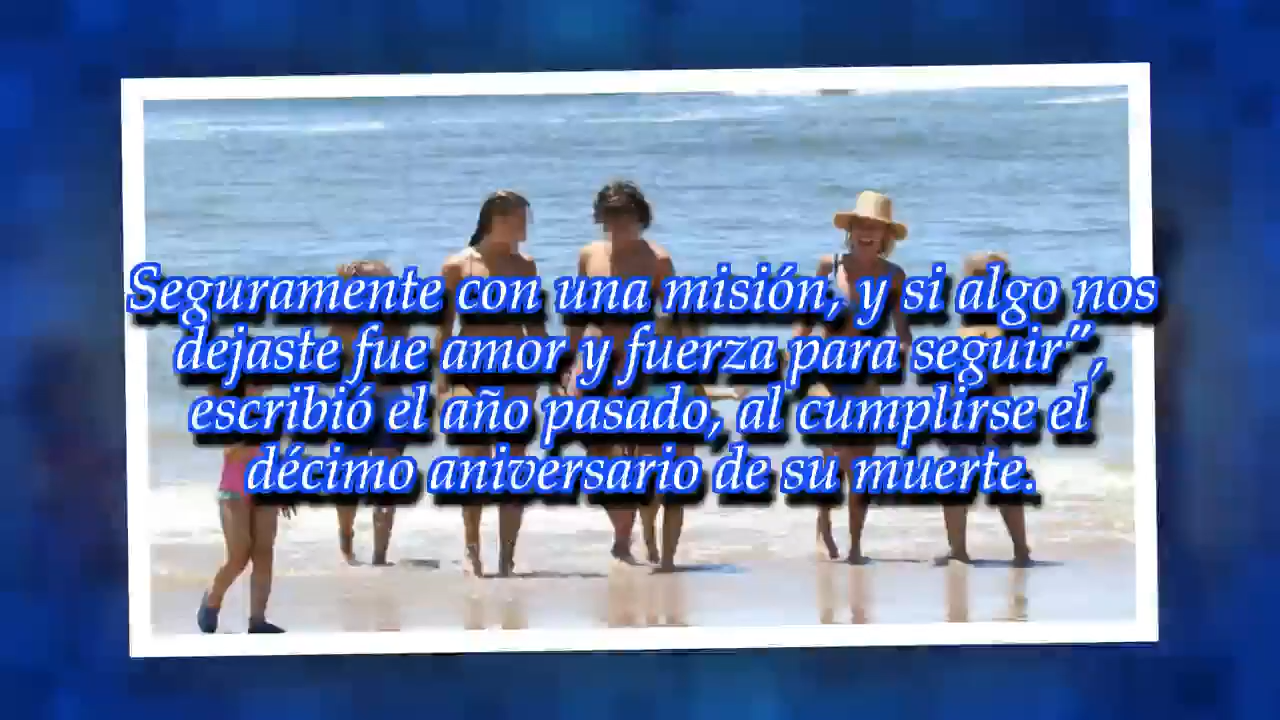 Seguramente con una misión, y si algo nos
dejaste fue amor y fuerza para seguir”,
escribió el año pasado, al cumplirse el
décimo aniversario de su muerte.